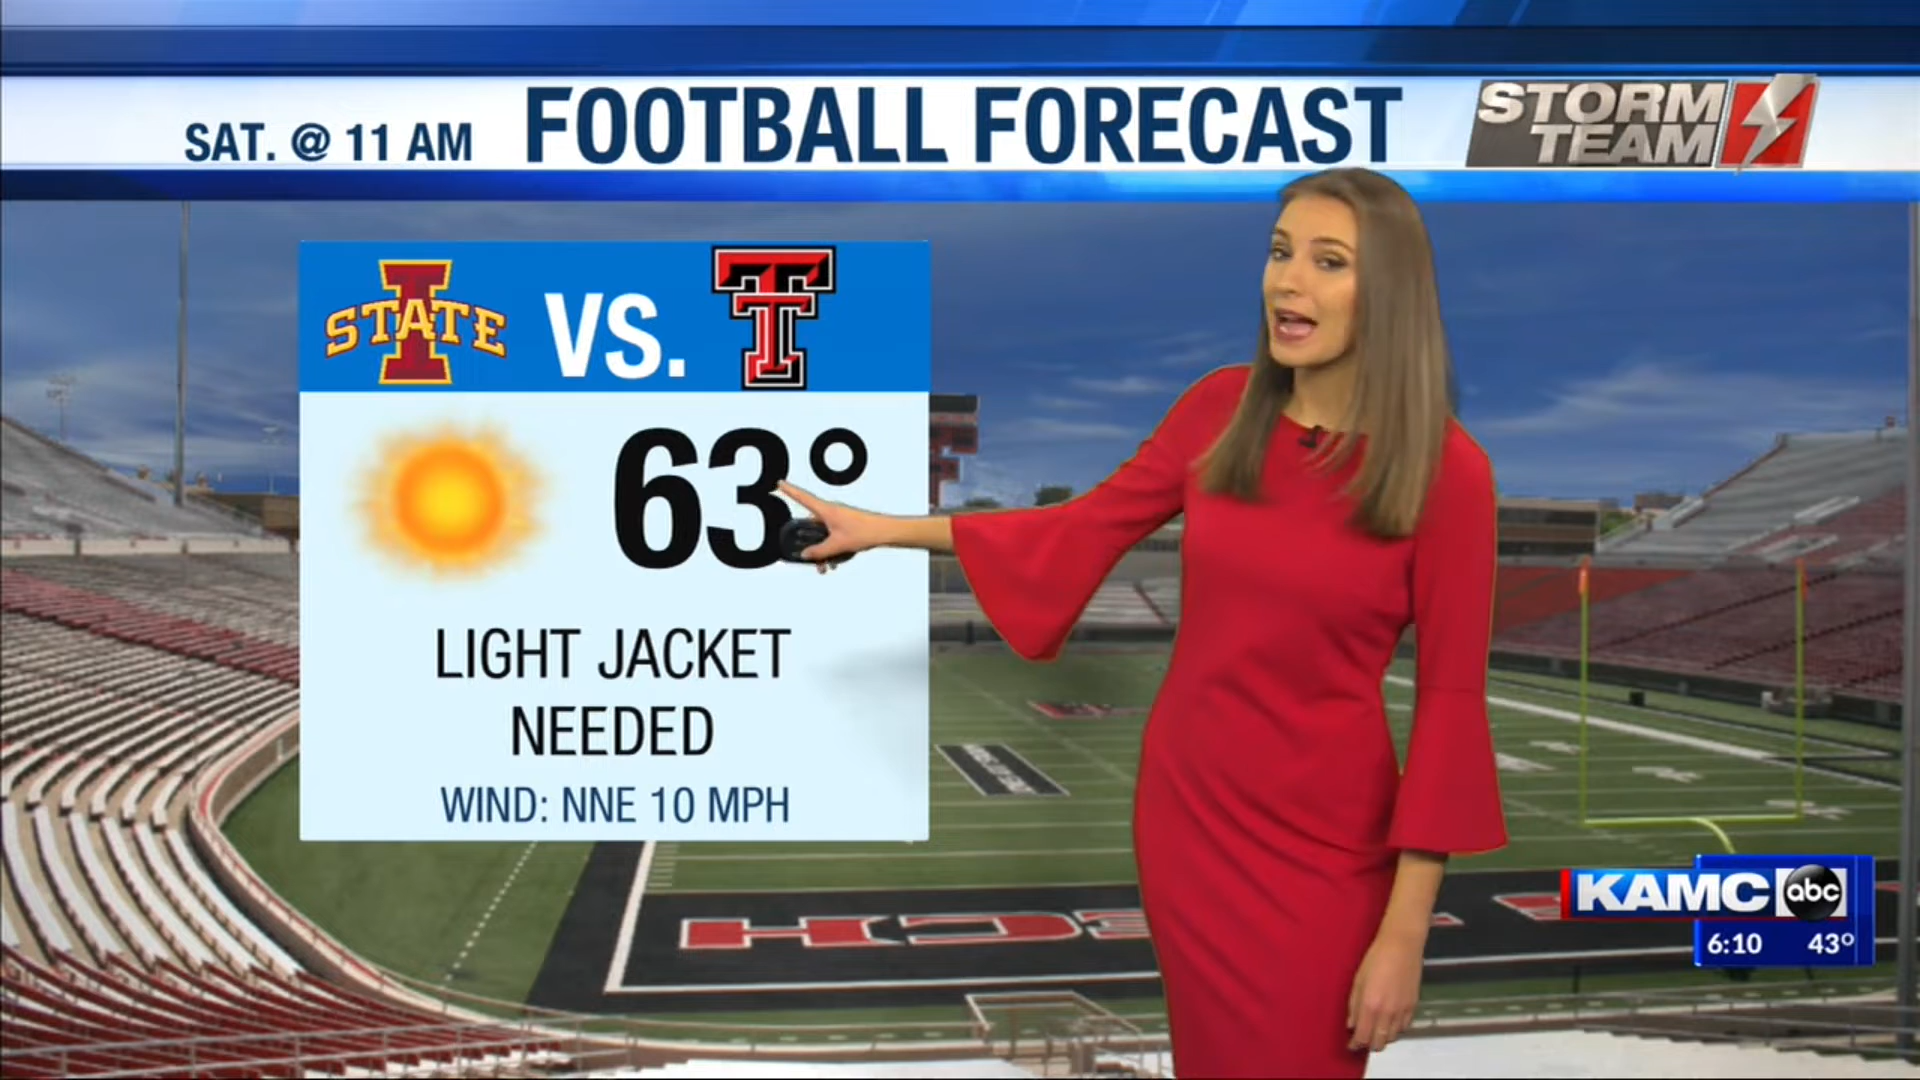 SAT. @ 11 AM FOOTBALL FORECAST
STORM
TEAM
STATE VS. TT
63°
LIGHT JACKET
NEEDED
WIND: NNE 10 MPH
KAMC abc
6:10 43°